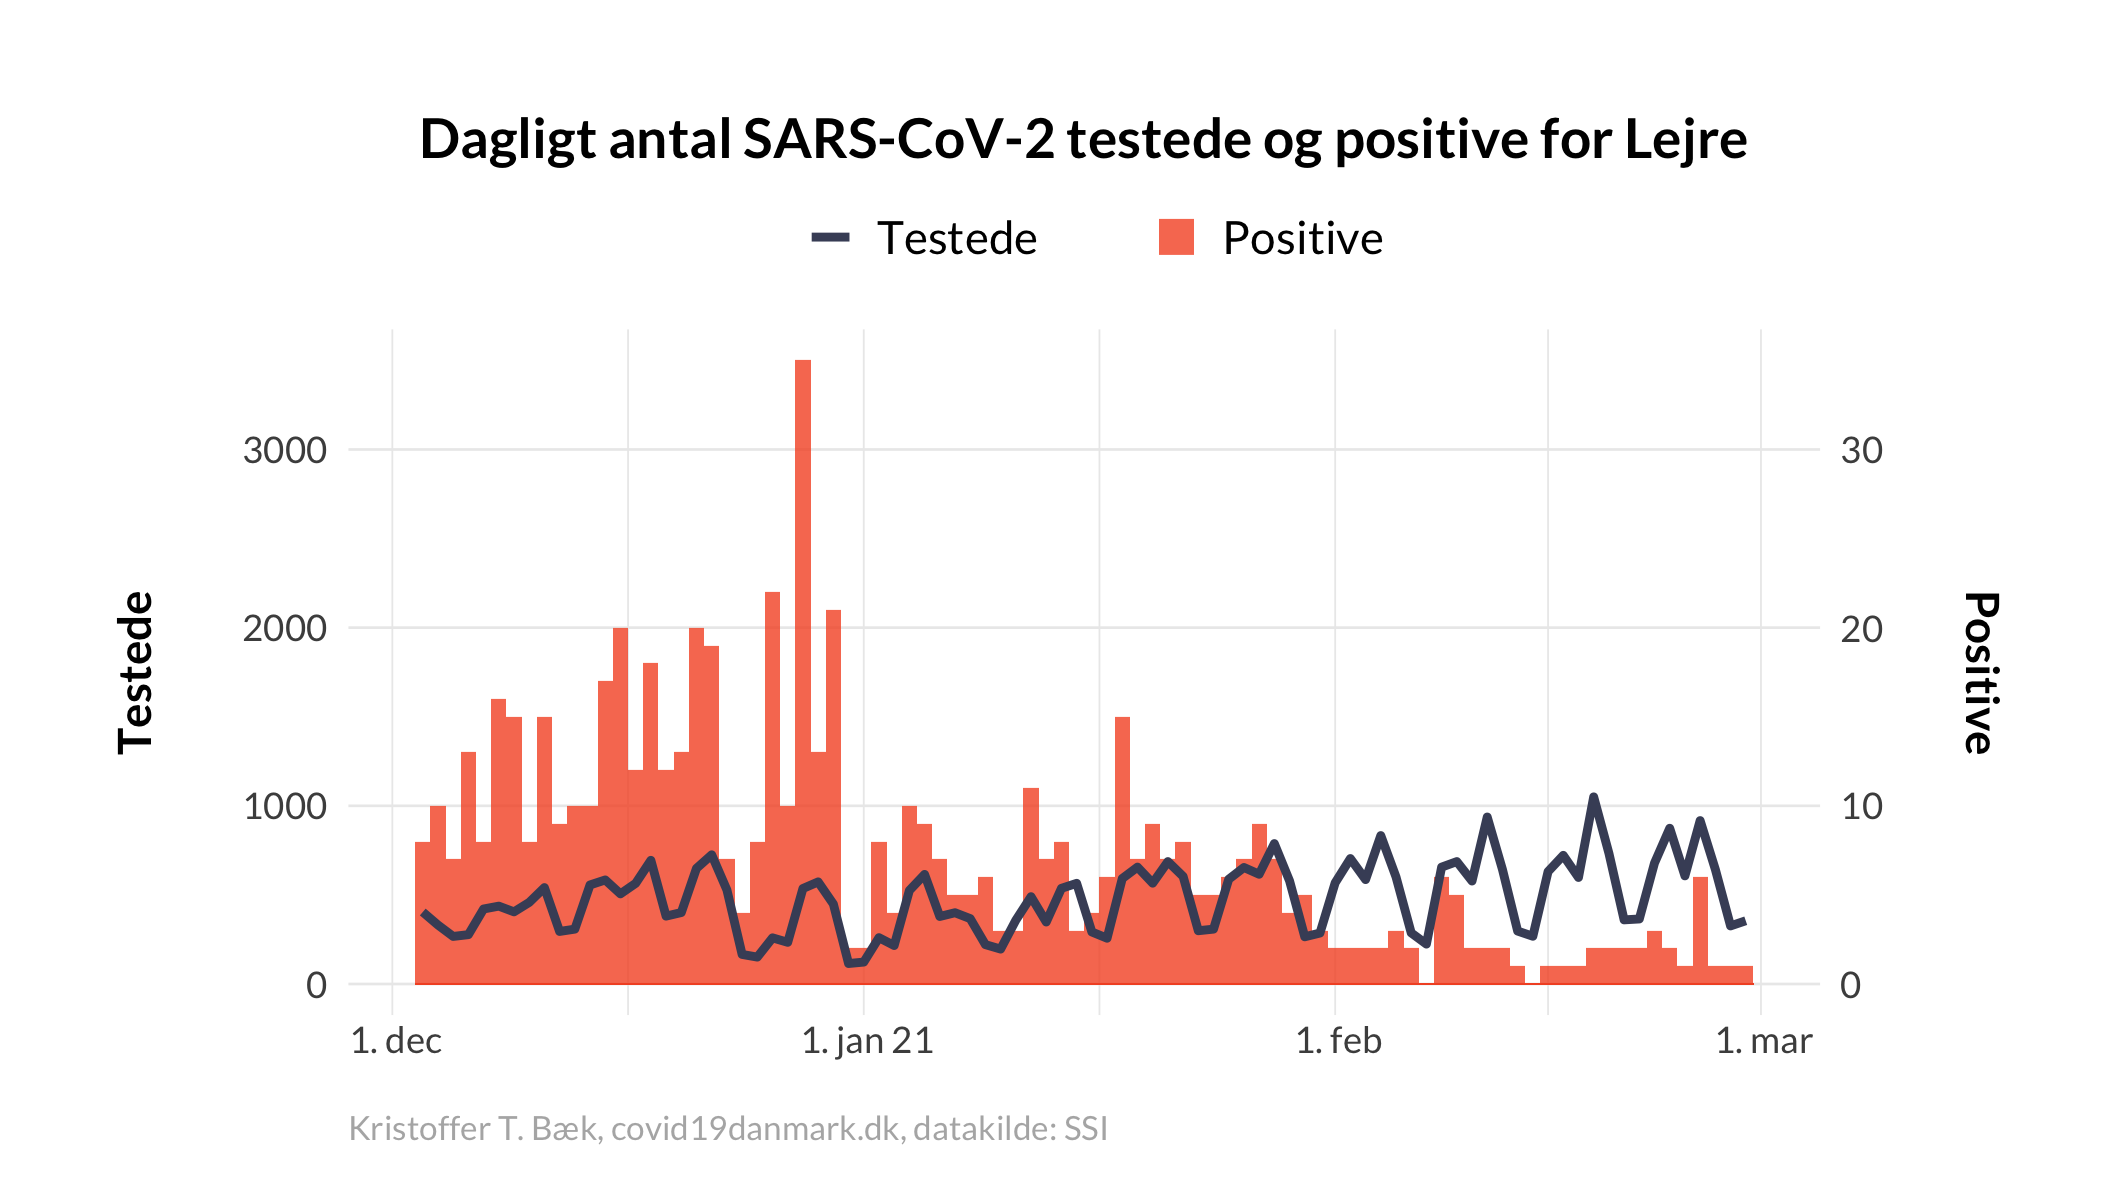 Dagligt antal SARS-CoV-2 testede og positive for Lejre
Testede Positive
Testede
3000
2000
1000
0
30
20
10
0
Positive
1. dec 1. jan 21 1. feb 1. mar
Kristoffer T. Bæk, covid19danmark.dk, datakilde: SSI